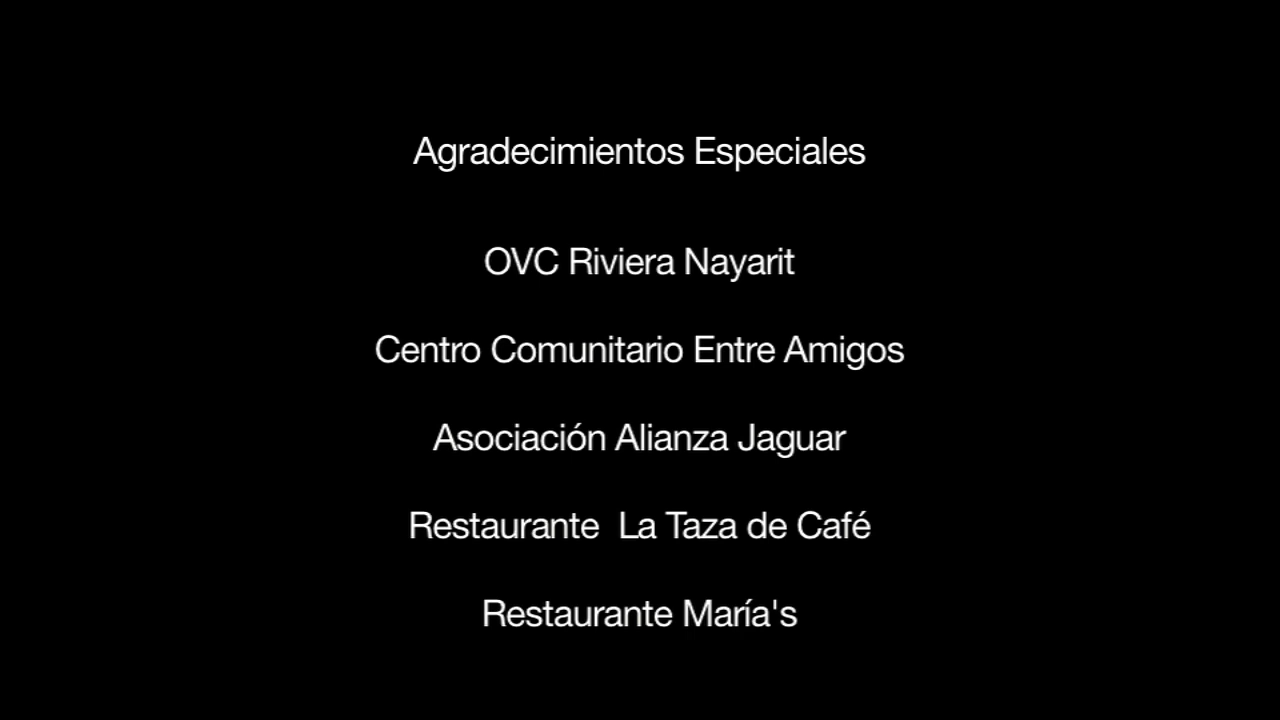 Agradecimientos Especiales
OVC Riviera Nayarit
Centro Comunitario Entre Amigos
Asociación Alianza Jaguar
Restaurante  La Taza de Café
Restaurante María's